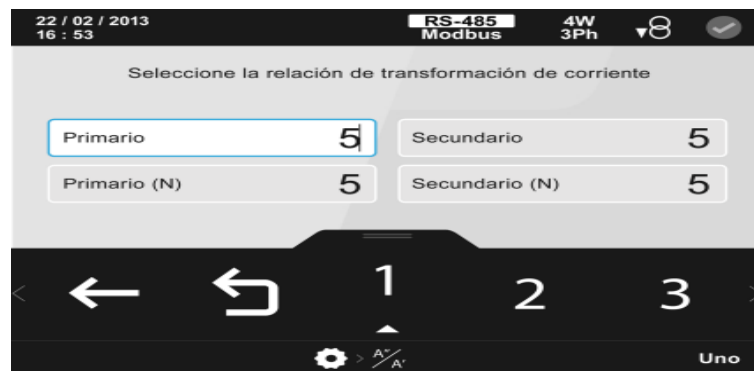 22 / 02 / 2013
16 : 53
RS-485
Modbus
4W
3Ph
Seleccione la relación de transformación de corriente
Primario 5
Secundario 5
Primario (N) 5
Secundario (N) 5
1
2
3
A"/A'
Uno